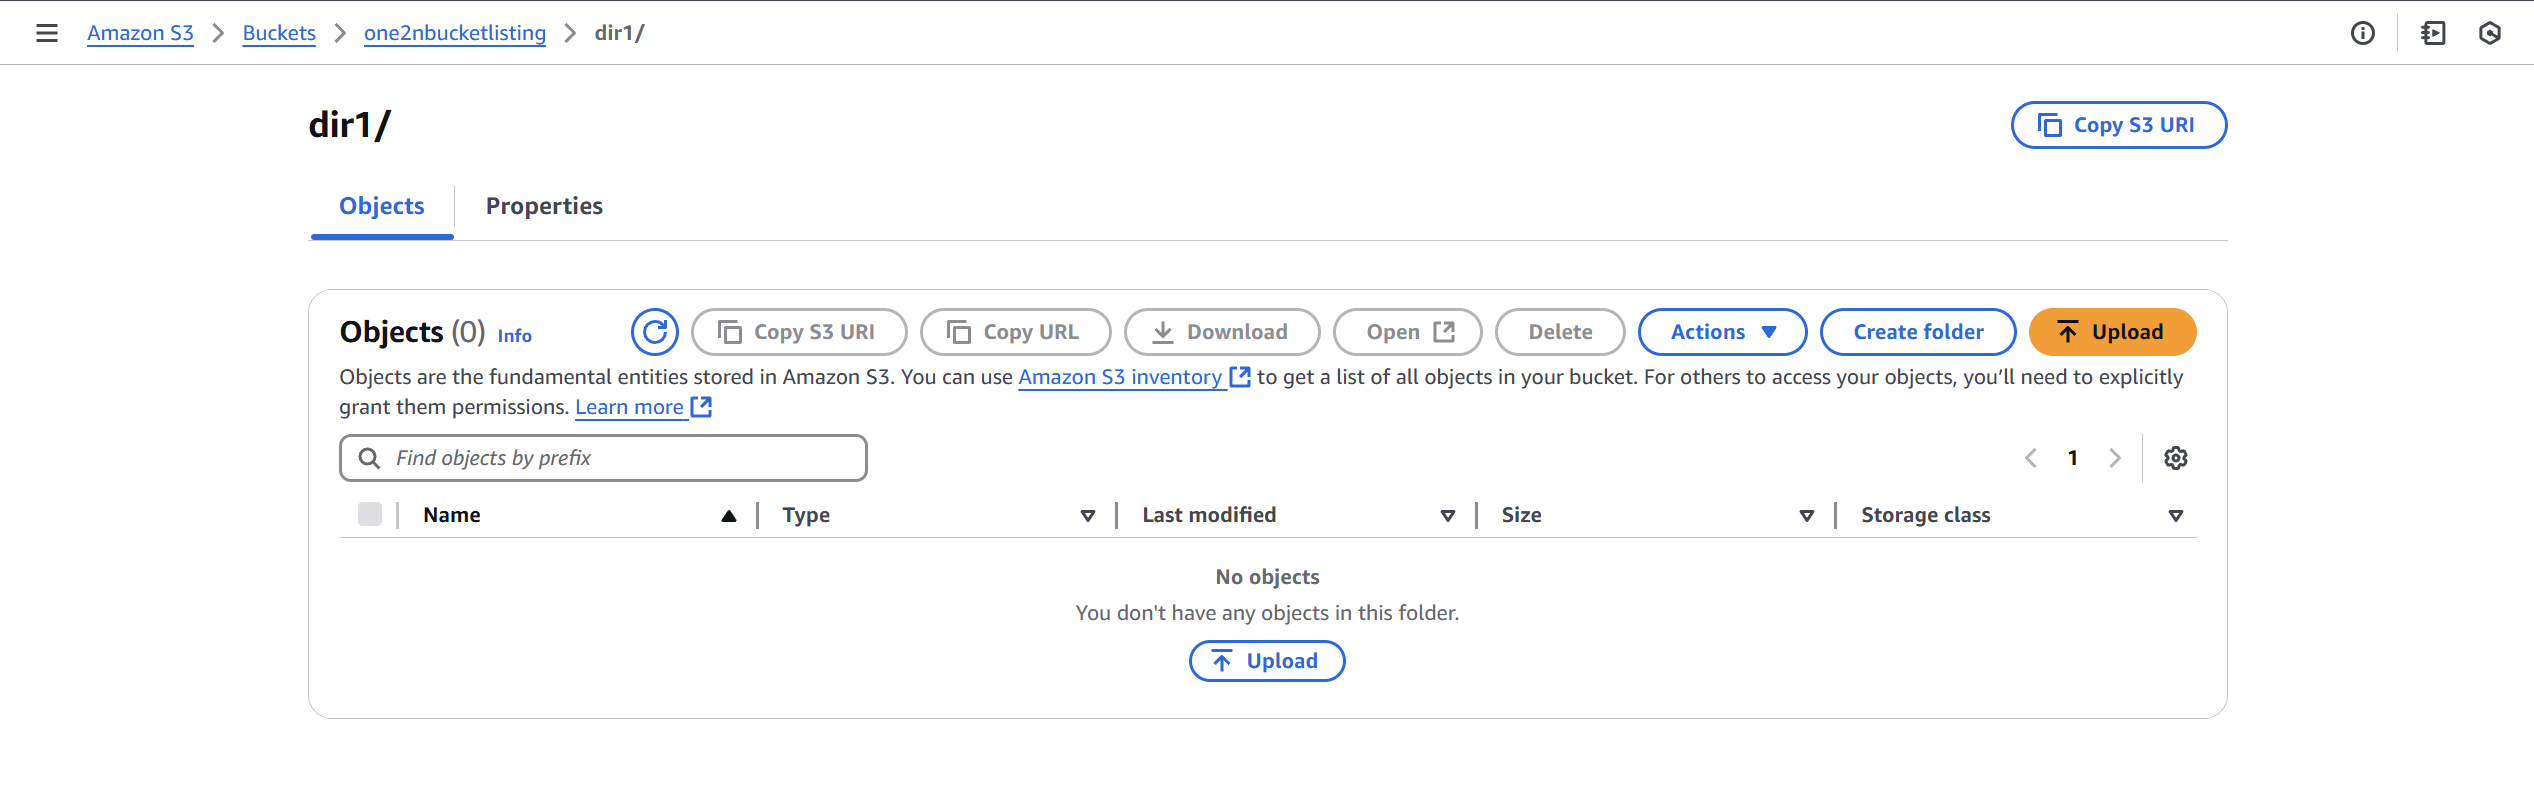 Amazon S3 > Buckets > one2nbucketlisting > dir1/
dir1/
Copy S3 URI
Objects
Properties
Objects (0) Info
Copy S3 URI
Copy URL
Download
Open
Delete
Actions
Create folder
Upload
Objects are the fundamental entities stored in Amazon S3. You can use Amazon S3 inventory to get a list of all objects in your bucket. For others to access your objects, you’ll need to explicitly
grant them permissions. Learn more
Find objects by prefix
1
Name
Type
Last modified
Size
Storage class
No objects
You don't have any objects in this folder.
Upload